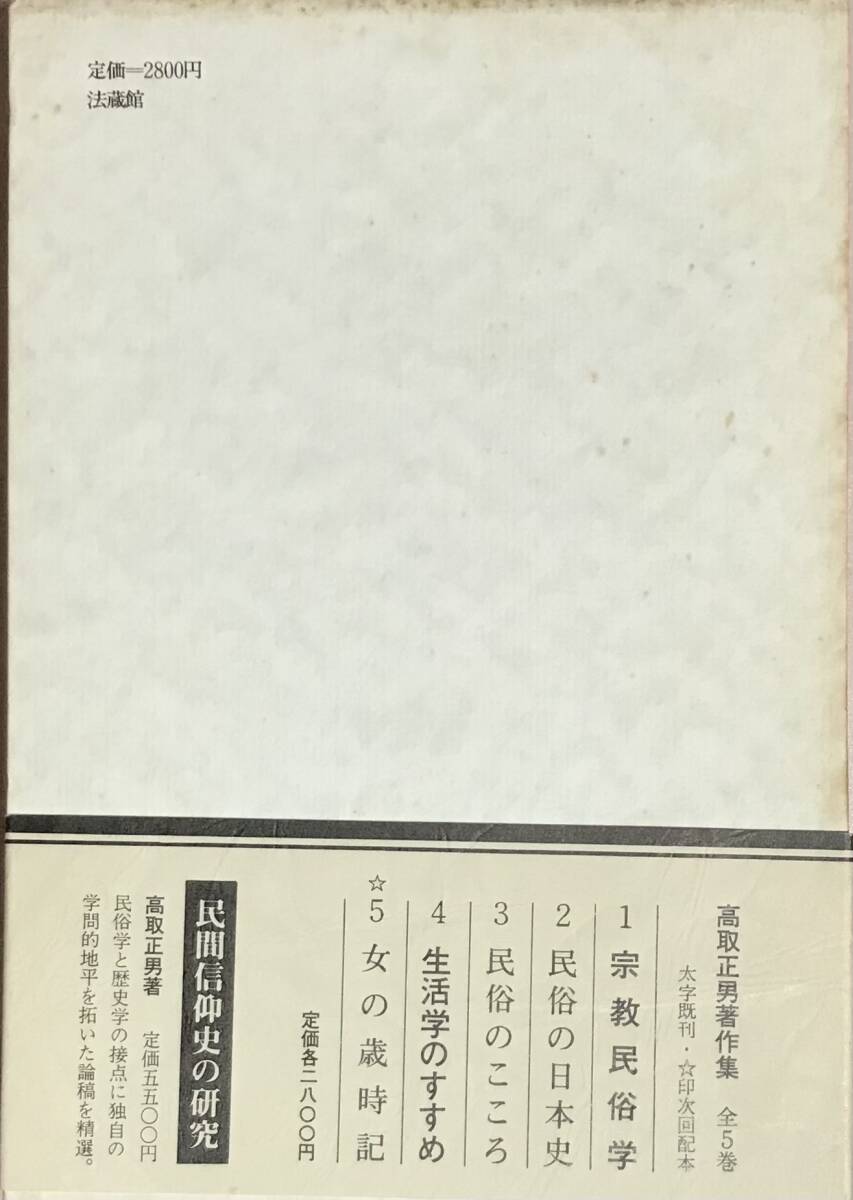 定価=2800円
法蔵館
高取正男著作集　全5巻
太字既刊・☆印次回配本
1 宗教民俗学
2 民俗の日本史
3 民俗のこころ
4 生活学のすすめ
☆5 女の歳時記
定価各二八〇〇円
民間信仰史の研究
高取正男著　定価五五〇〇円
民俗学と歴史学の接点に独自の
学問的地平を拓いた論稿を精選。